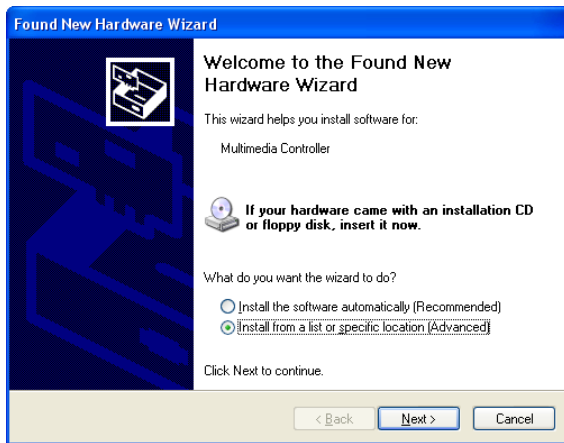 Found New Hardware Wizard
Welcome to the Found New
Hardware Wizard
This wizard helps you install software for:
Multimedia Controller
If your hardware came with an installation CD
or floppy disk, insert it now.
What do you want the wizard to do?
Install the software automatically (Recommended)
Install from a list or specific location (Advanced)
Click Next to continue.
< Back Next > Cancel